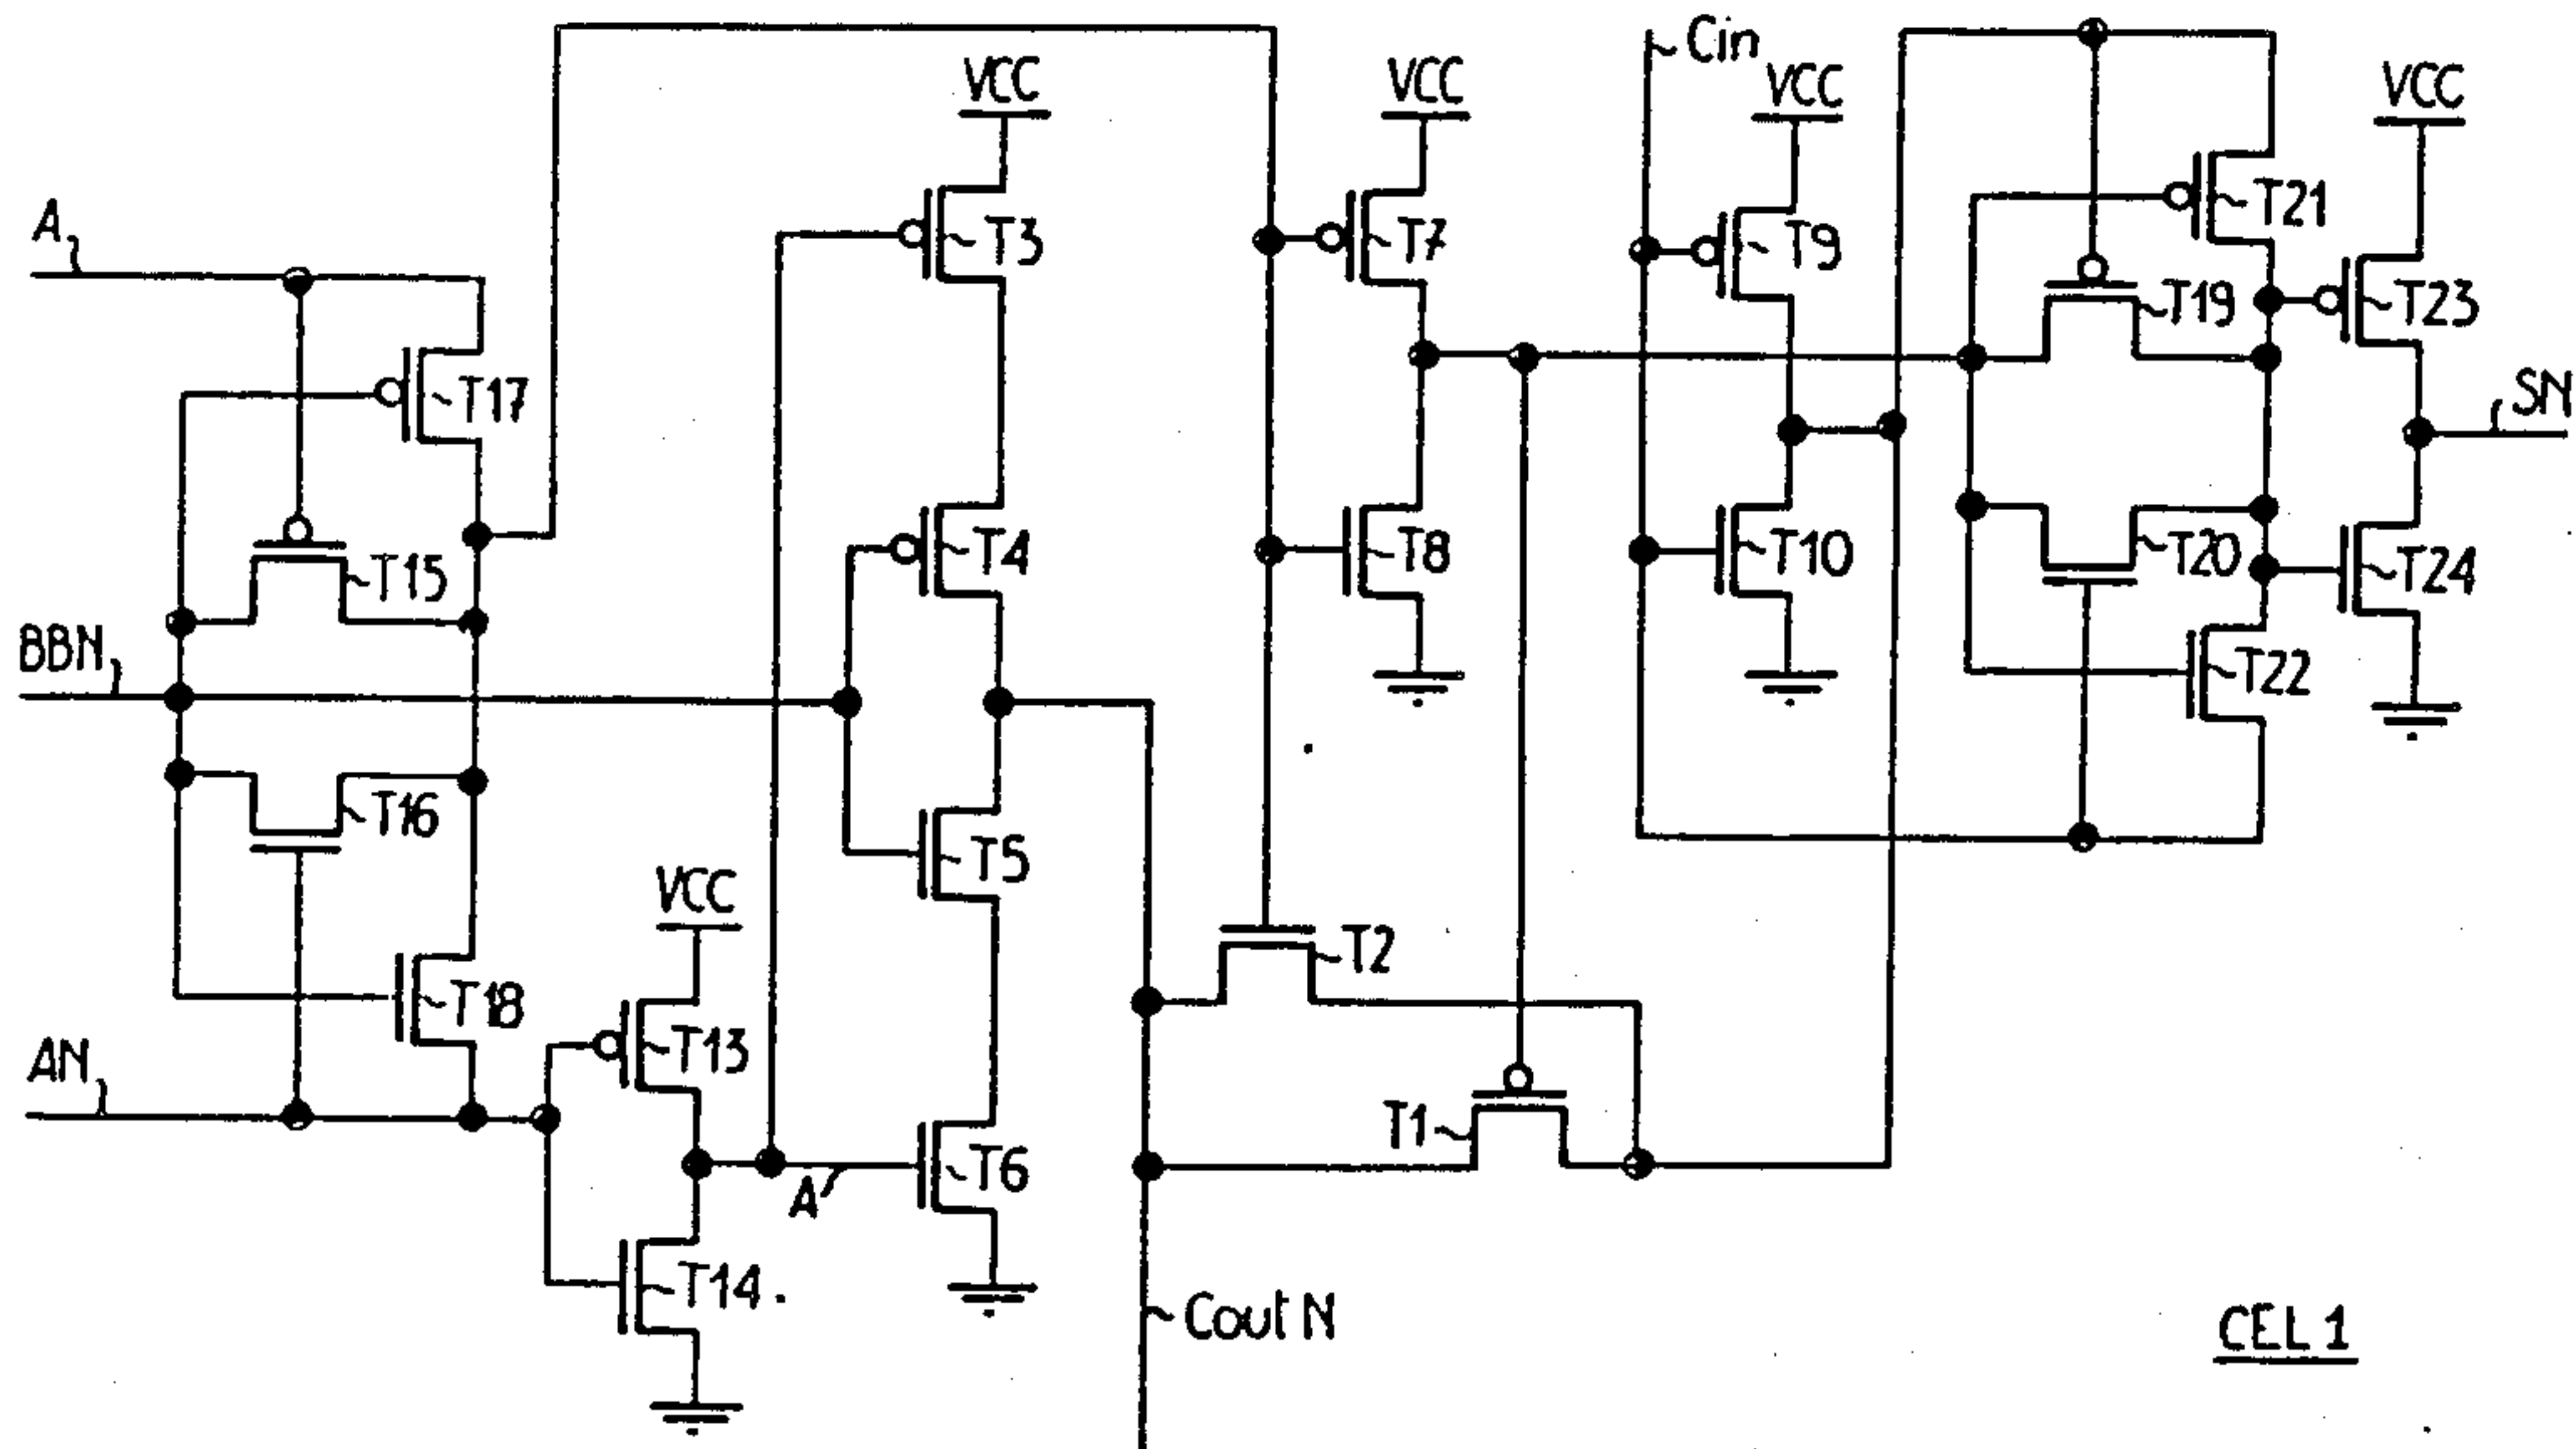 Cin
VCC
VCC
VCC
VCC
A
T3
T7
T9
T21
T19
T23
T17
SN
T15
T4
T8
T10
T20
T24
BBN
T22
T16
T5
VCC
T2
T18
AN
T13
T1
A'
T6
T14
Cout N
CEL 1